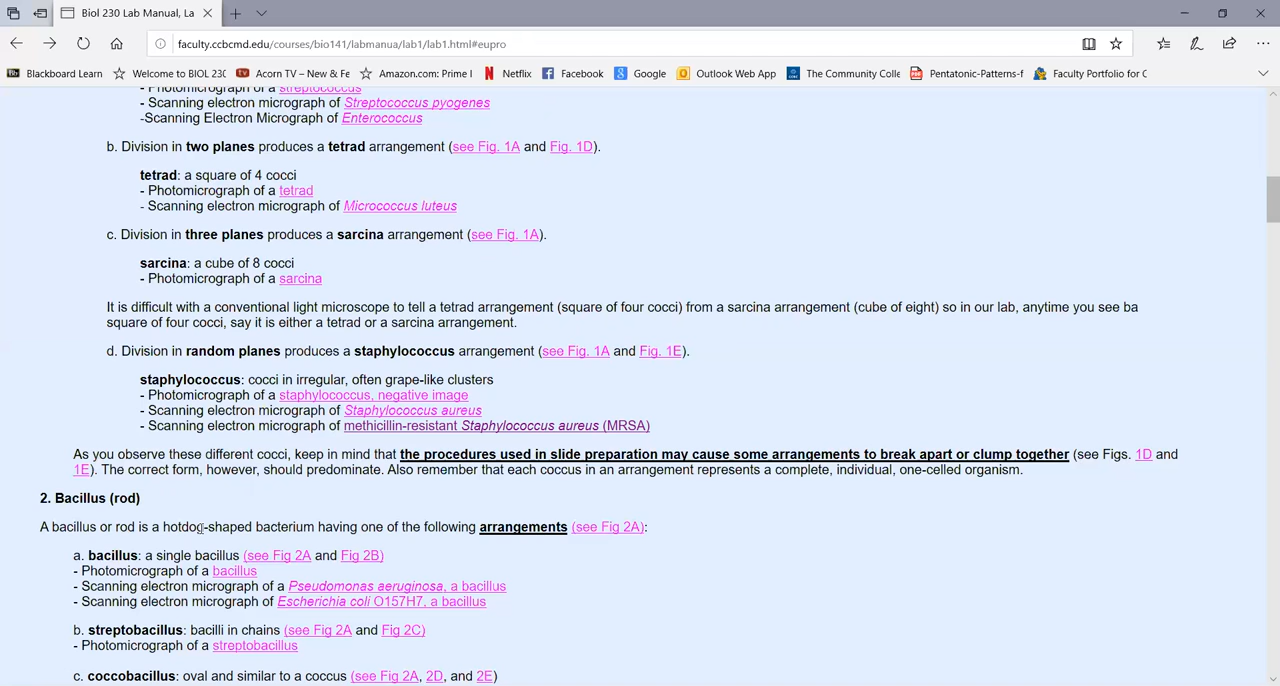 Biol 230 Lab Manual, La
faculty.ccbcmd.edu/courses/bio141/labmanua/lab1/lab1.html#eupro
Blackboard Learn Welcome to BIOL 230 Acorn TV – New & Fe Amazon.com: Prime I Netflix Facebook Google Outlook Web App The Community Colle Pentatonic-Patterns-f Faculty Portfolio for C
- Photomicrograph of a streptococcus
- Scanning electron micrograph of Streptococcus pyogenes
-Scanning Electron Micrograph of Enterococcus
b. Division in two planes produces a tetrad arrangement (see Fig. 1A and Fig. 1D).
tetrad: a square of 4 cocci
- Photomicrograph of a tetrad
- Scanning electron micrograph of Micrococcus luteus
c. Division in three planes produces a sarcina arrangement (see Fig. 1A).
sarcina: a cube of 8 cocci
- Photomicrograph of a sarcina
It is difficult with a conventional light microscope to tell a tetrad arrangement (square of four cocci) from a sarcina arrangement (cube of eight) so in our lab, anytime you see ba
square of four cocci, say it is either a tetrad or a sarcina arrangement.
d. Division in random planes produces a staphylococcus arrangement (see Fig. 1A and Fig. 1E).
staphylococcus: cocci in irregular, often grape-like clusters
- Photomicrograph of a staphylococcus, negative image
- Scanning electron micrograph of Staphylococcus aureus
- Scanning electron micrograph of methicillin-resistant Staphylococcus aureus (MRSA)
As you observe these different cocci, keep in mind that the procedures used in slide preparation may cause some arrangements to break apart or clump together (see Figs. 1D and
1E). The correct form, however, should predominate. Also remember that each coccus in an arrangement represents a complete, individual, one-celled organism.
2. Bacillus (rod)
A bacillus or rod is a hotdog-shaped bacterium having one of the following arrangements (see Fig 2A):
a. bacillus: a single bacillus (see Fig 2A and Fig 2B)
- Photomicrograph of a bacillus
- Scanning electron micrograph of a Pseudomonas aeruginosa, a bacillus
- Scanning electron micrograph of Escherichia coli O157H7, a bacillus
b. streptobacillus: bacilli in chains (see Fig 2A and Fig 2C)
- Photomicrograph of a streptobacillus
c. coccobacillus: oval and similar to a coccus (see Fig 2A, 2D, and 2E)